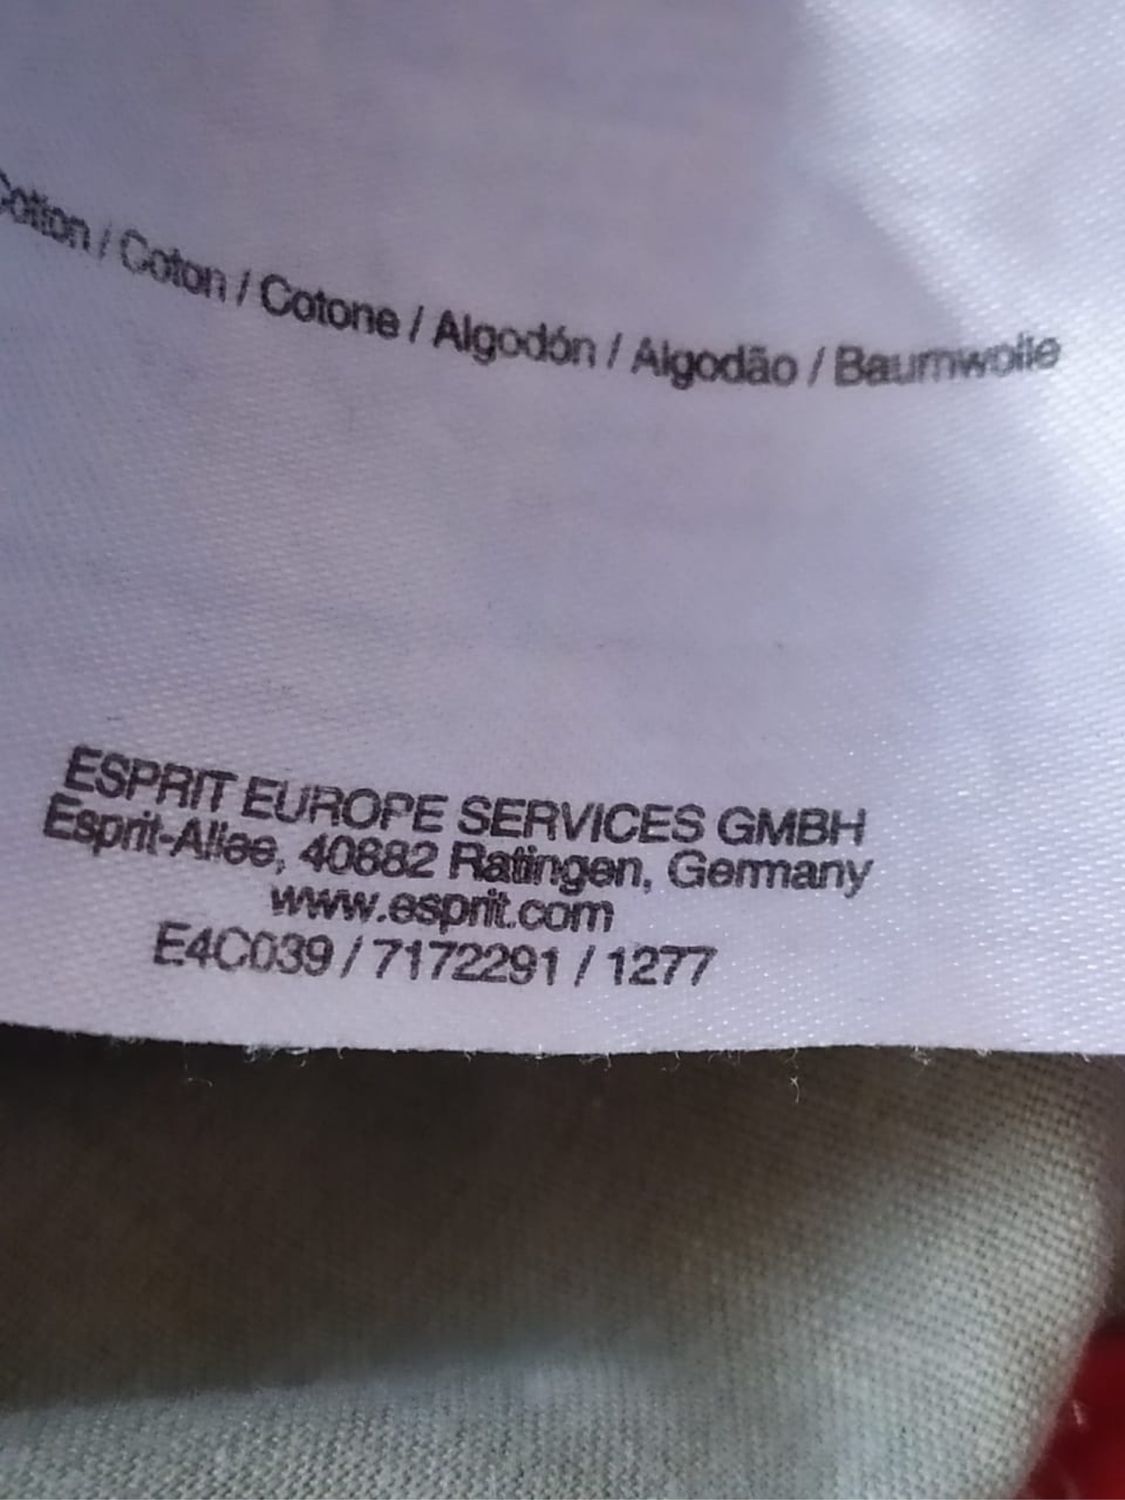 Cotton / Coton / Cotone / Algodón / Algodão / Baumwolle
ESPRIT EUROPE SERVICES GMBH
Esprit-Allee, 40882 Ratingen, Germany
www.esprit.com
E4C039 / 7172291 / 1277